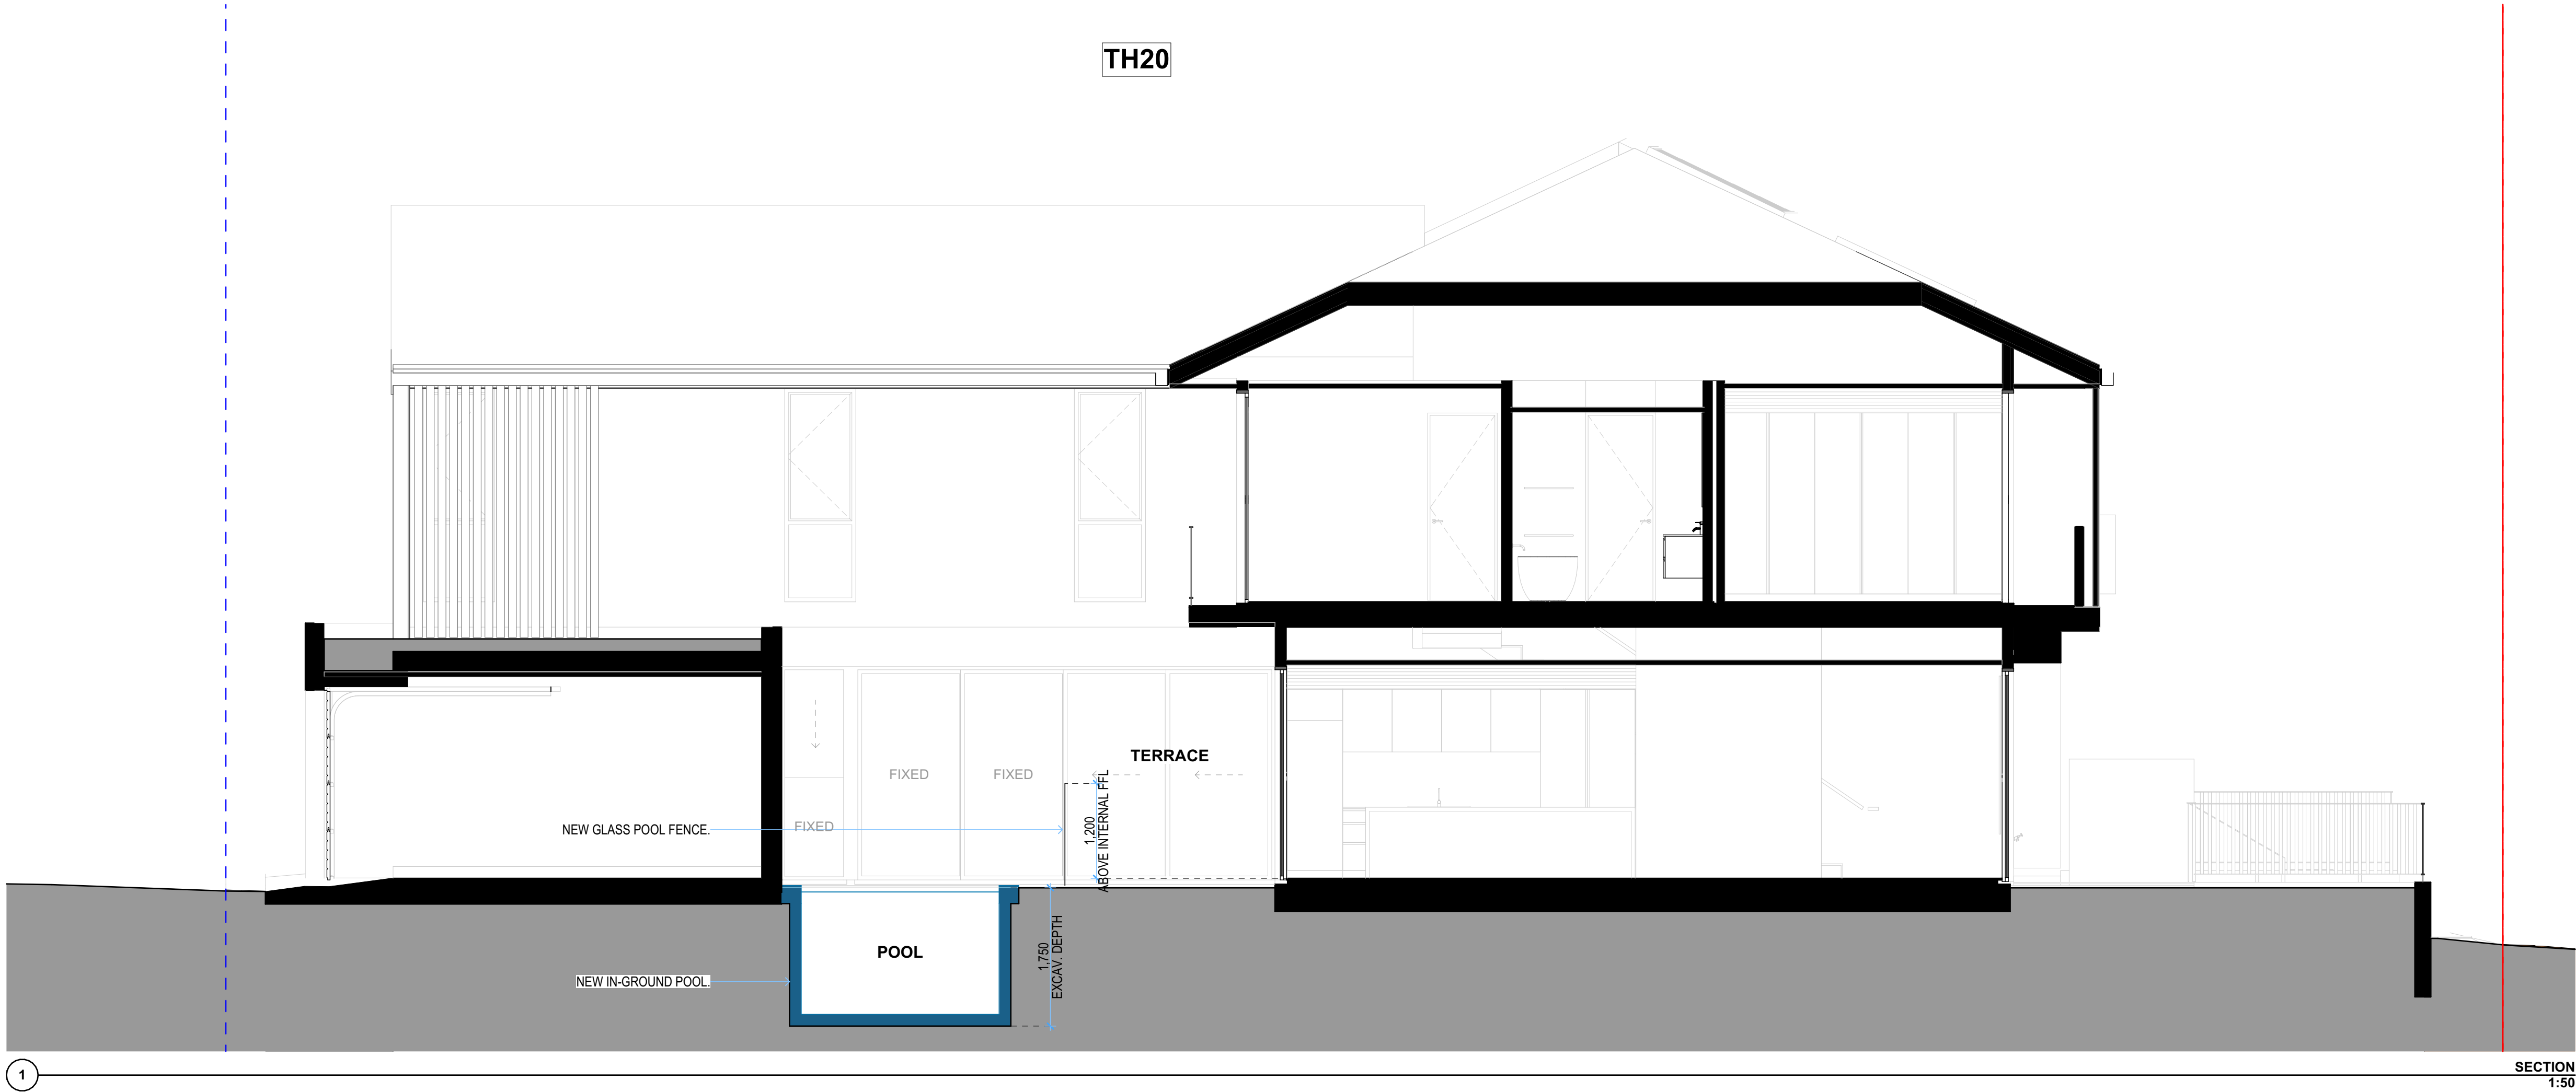 TH20
TERRACE
FIXED
FIXED
FIXED
NEW GLASS POOL FENCE.
1,200
ABOVE INTERNAL FFL
POOL
1,750
EXCAV. DEPTH
NEW IN-GROUND POOL.
1
SECTION
1:50